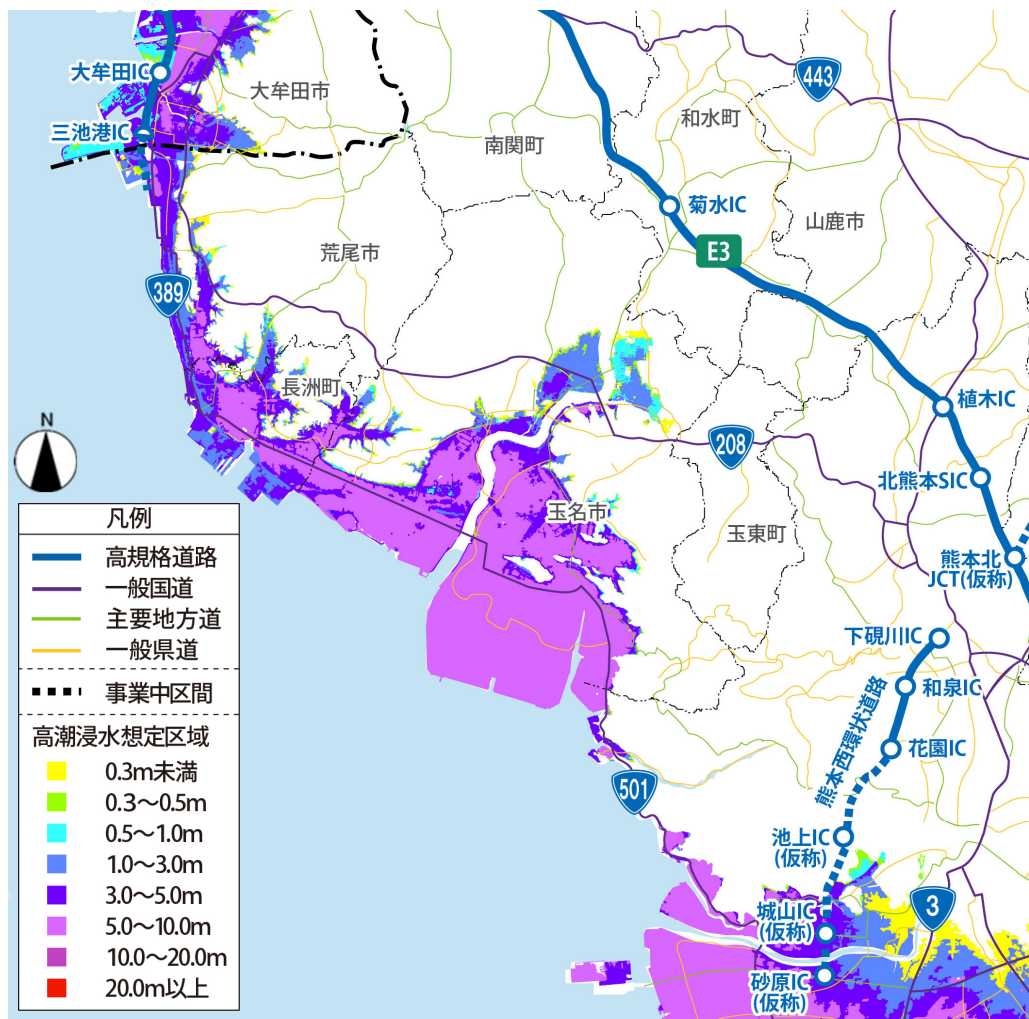 443
大牟田IC
大牟田市
和水町
三池港IC
南関町
菊水IC
山鹿市
E3
荒尾市
389
長洲町
植木IC
N
208
北熊本SIC
玉名市
玉東町
熊本北
JCT(仮称)
下硯川IC
和泉IC
熊本西環状道路
花園IC
501
池上IC
(仮称)
3
城山IC
(仮称)
砂原IC
(仮称)
凡例
高規格道路
一般国道
主要地方道
一般県道
事業中区間
高潮浸水想定区域
0.3m未満
0.3〜0.5m
0.5〜1.0m
1.0〜3.0m
3.0〜5.0m
5.0〜10.0m
10.0〜20.0m
20.0m以上